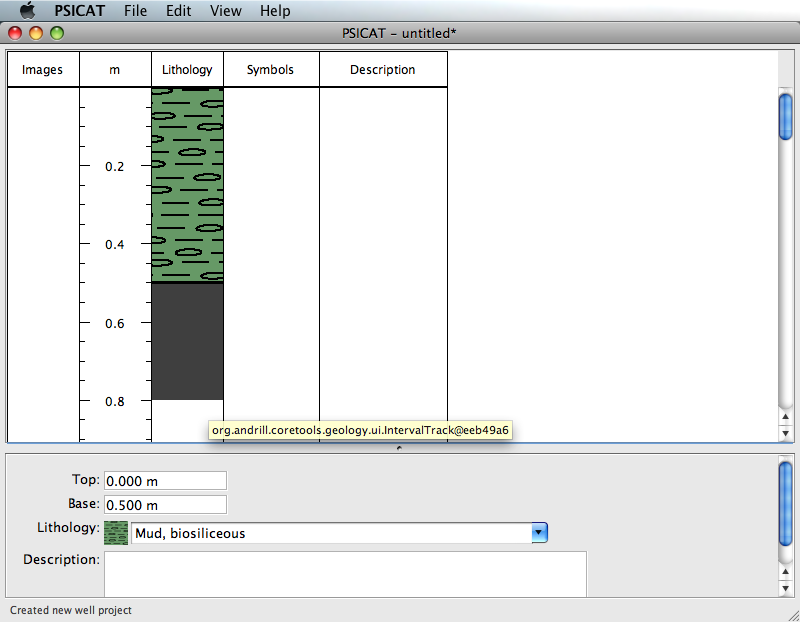 PSICAT File Edit View Help
PSICAT – untitled*
Images m Lithology Symbols Description
0.2
0.4
0.6
0.8
org.andrill.coretools.geology.ui.IntervalTrack@eeb49a6
Top: 0.000 m
Base: 0.500 m
Lithology: Mud, biosiliceous
Description:
Created new well project